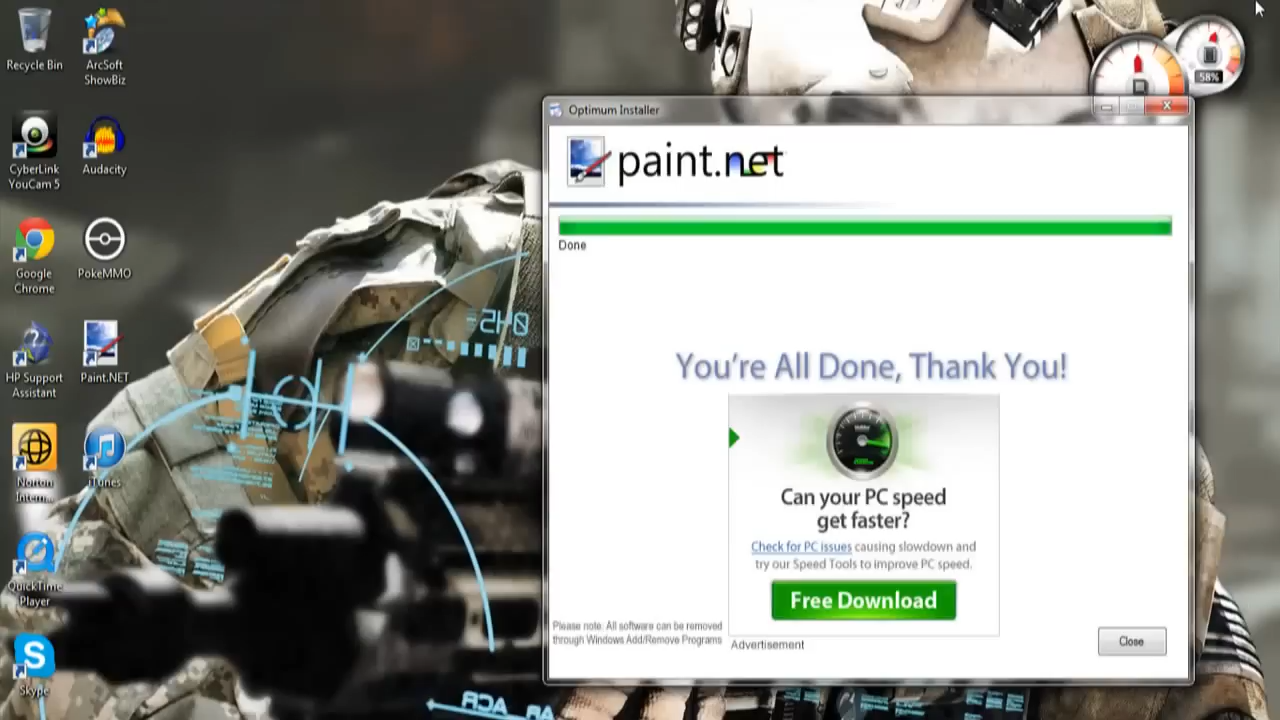 Recycle Bin
ArcSoft
ShowBiz
CyberLink
YouCam 5
Audacity
Google
Chrome
PokeMMO
HP Support
Assistant
Paint.NET
Norton
Intern...
iTunes
QuickTime
Player
Skype
58%
Optimum Installer
paint.net
Done
You're All Done, Thank You!
Can your PC speed
get faster?
Check for PC issues causing slowdown and
try our Speed Tools to improve PC speed.
Free Download
Please note: All software can be removed
through Windows Add/Remove Programs
Advertisement
Close